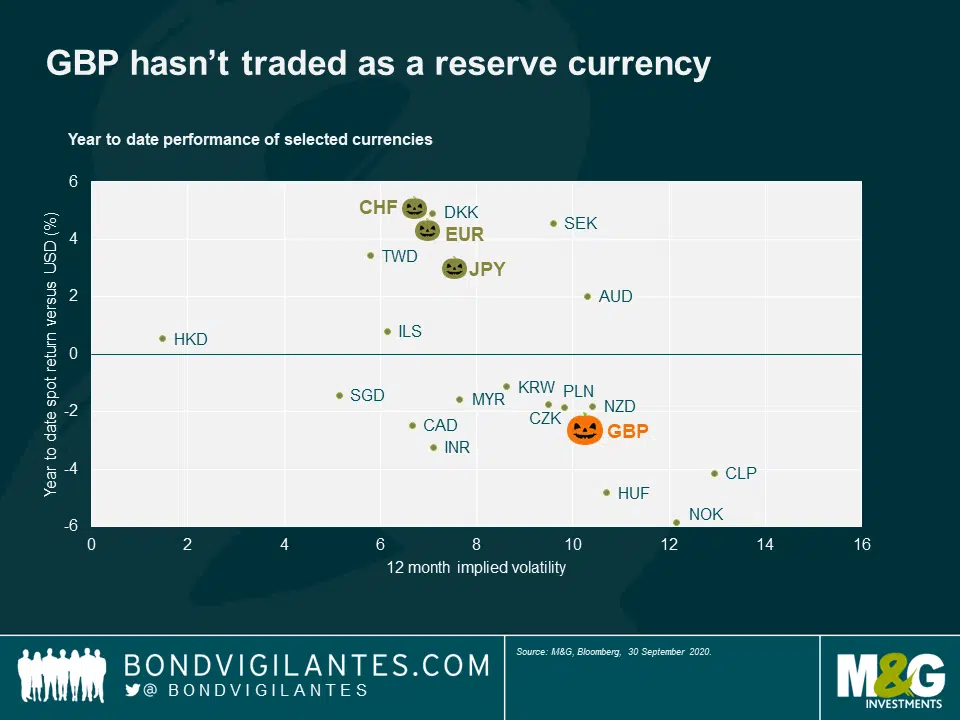 GBP hasn’t traded as a reserve currency
Year to date performance of selected currencies
Year to date spot return versus USD (%)
6
4
2
0
-2
-4
-6
CHF
DKK
EUR
SEK
TWD
JPY
AUD
HKD
ILS
SGD
KRW
PLN
MYR
NZD
CZK
CAD
GBP
INR
CLP
HUF
NOK
0 2 4 6 8 10 12 14 16
12 month implied volatility
BONDVIGILANTES.COM
@ BONDVIGILANTES
Source: M&G, Bloomberg, 30 September 2020.
M&G
INVESTMENTS